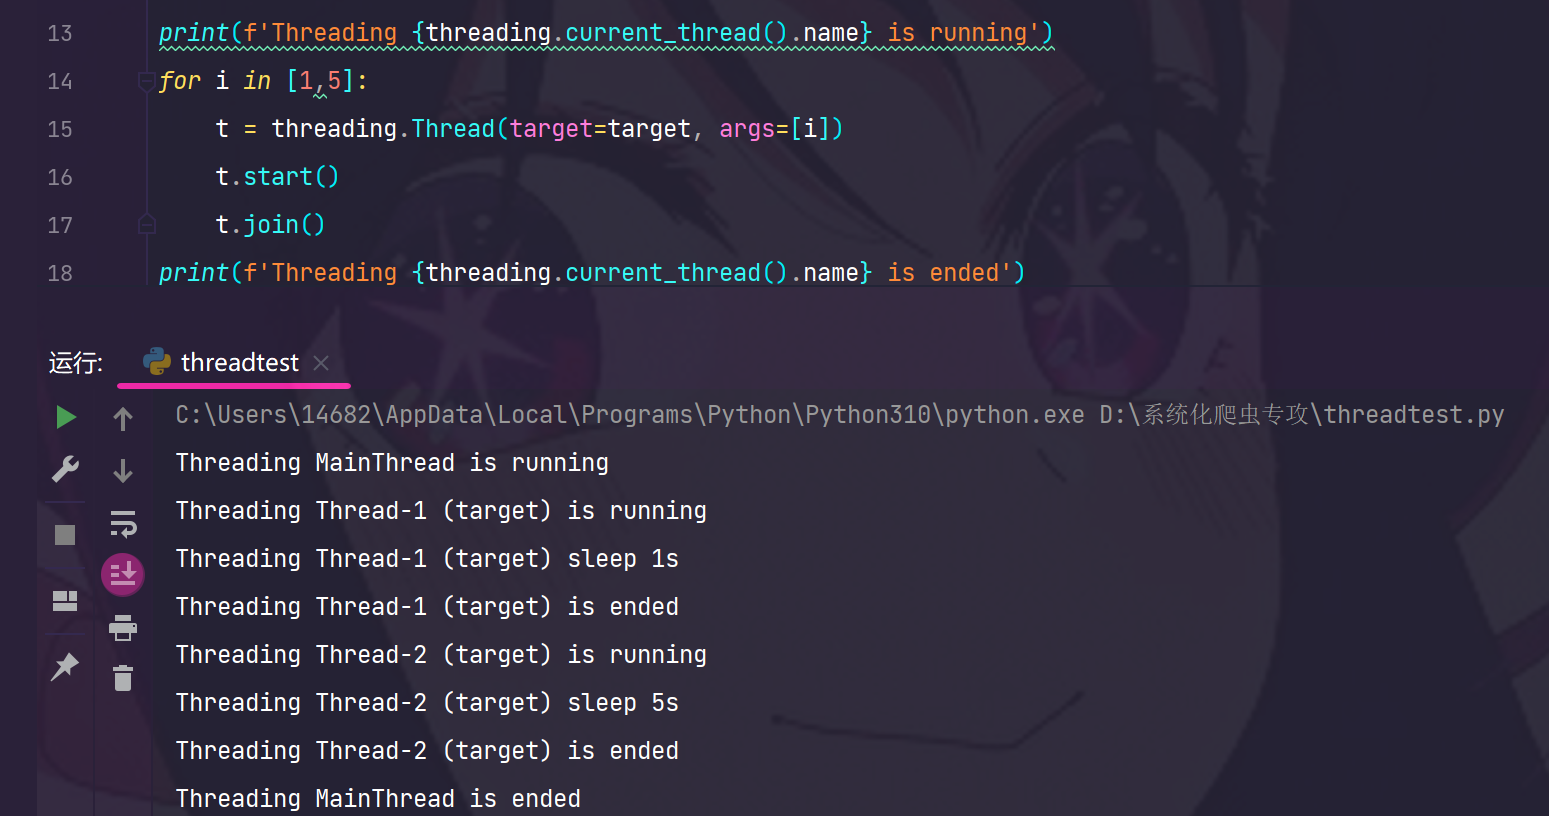 13 print(f'Threading {threading.current_thread().name} is running')
14 for i in [1,5]:
15 t = threading.Thread(target=target, args=[i])
16 t.start()
17 t.join()
18 print(f'Threading {threading.current_thread().name} is ended')
运行: threadtest
C:\Users\14682\AppData\Local\Programs\Python\Python310\python.exe D:\系统化爬虫专攻\threadtest.py
Threading MainThread is running
Threading Thread-1 (target) is running
Threading Thread-1 (target) sleep 1s
Threading Thread-1 (target) is ended
Threading Thread-2 (target) is running
Threading Thread-2 (target) sleep 5s
Threading Thread-2 (target) is ended
Threading MainThread is ended